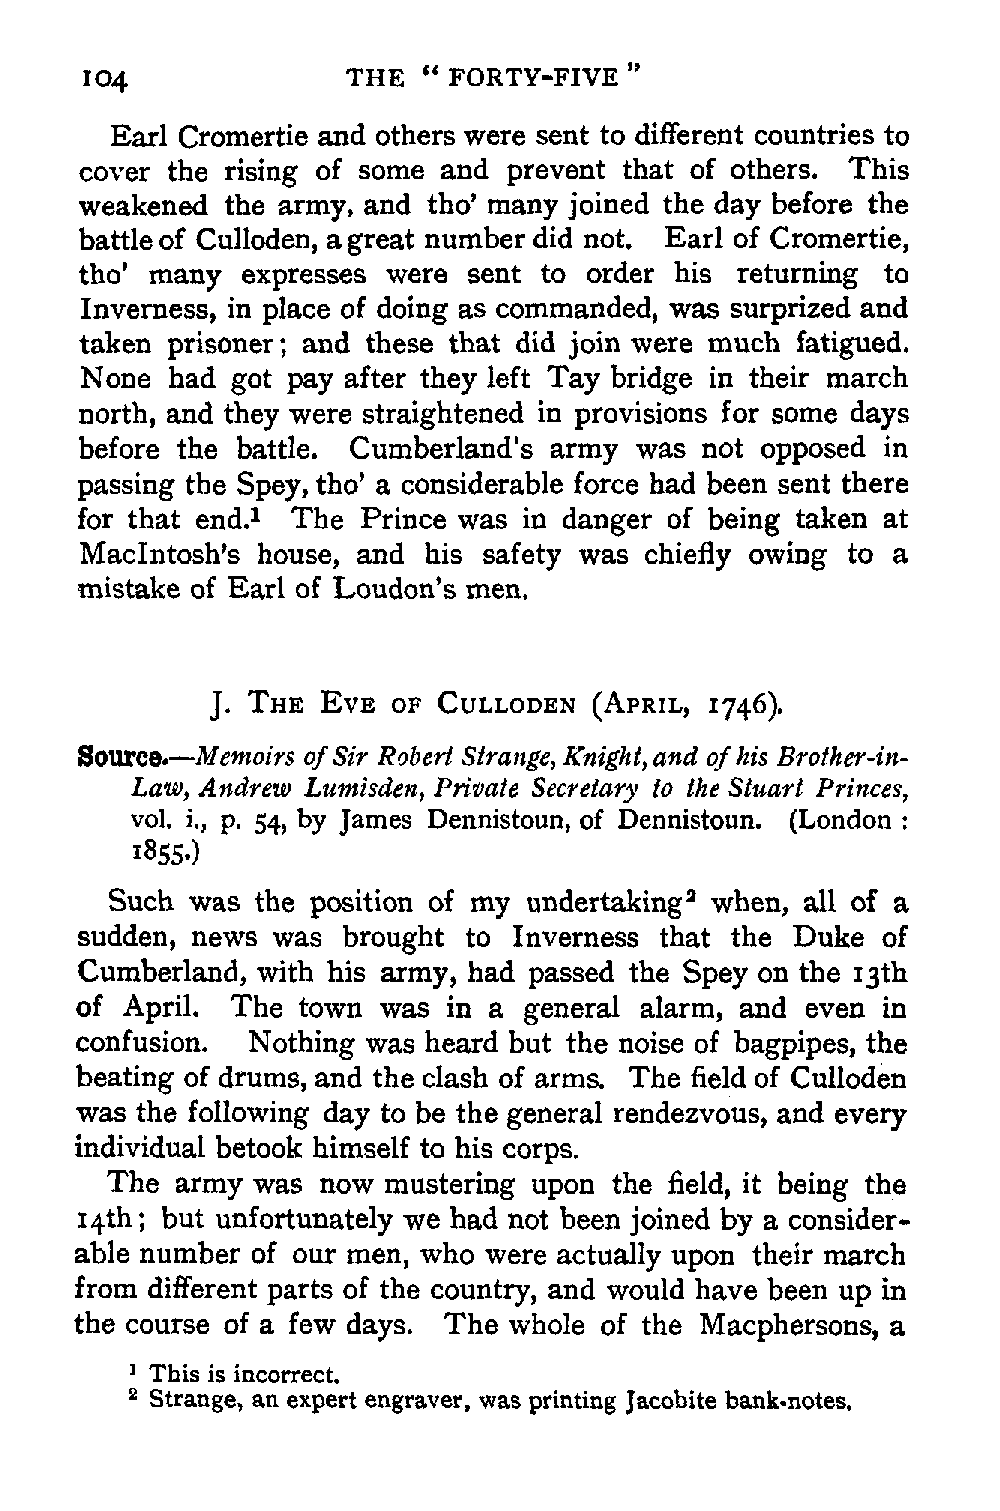 104 THE “ FORTY-FIVE ”
Earl Cromertie and others were sent to different countries to
cover the rising of some and prevent that of others. This
weakened the army, and tho’ many joined the day before the
battle of Culloden, a great number did not. Earl of Cromertie,
tho’ many expresses were sent to order his returning to
Inverness, in place of doing as commanded, was surprized and
taken prisoner; and these that did join were much fatigued.
None had got pay after they left Tay bridge in their march
north, and they were straightened in provisions for some days
before the battle. Cumberland's army was not opposed in
passing the Spey, tho’ a considerable force had been sent there
for that end.¹ The Prince was in danger of being taken at
MacIntosh’s house, and his safety was chiefly owing to a
mistake of Earl of Loudon’s men.
J. THE EVE OF CULLODEN (APRIL, 1746).
Source.—Memoirs of Sir Robert Strange, Knight, and of his Brother-in-
Law, Andrew Lumisden, Private Secretary to the Stuart Princes,
vol. i., p. 54, by James Dennistoun, of Dennistoun. (London :
1855.)
Such was the position of my undertaking² when, all of a
sudden, news was brought to Inverness that the Duke of
Cumberland, with his army, had passed the Spey on the 13th
of April. The town was in a general alarm, and even in
confusion. Nothing was heard but the noise of bagpipes, the
beating of drums, and the clash of arms. The field of Culloden
was the following day to be the general rendezvous, and every
individual betook himself to his corps.
The army was now mustering upon the field, it being the
14th; but unfortunately we had not been joined by a consider-
able number of our men, who were actually upon their march
from different parts of the country, and would have been up in
the course of a few days. The whole of the Macphersons, a
¹ This is incorrect.
² Strange, an expert engraver, was printing Jacobite bank-notes.